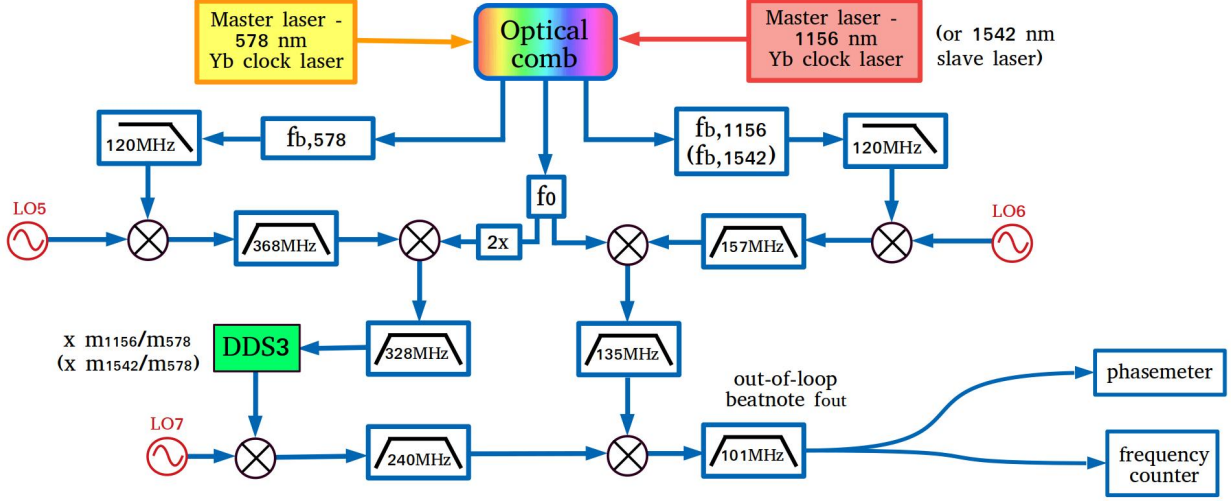 Master laser -
578 nm
Yb clock laser
Optical
comb
Master laser -
1156 nm
Yb clock laser
(or 1542 nm
slave laser)
120MHz
fb,578
fb,1156
(fb,1542)
120MHz
f0
LO5
368MHz
2x
157MHz
LO6
x m1156/m578
(x m1542/m578)
DDS3
328MHz
135MHz
out-of-loop
beatnote fout
phasemeter
LO7
240MHz
101MHz
frequency
counter